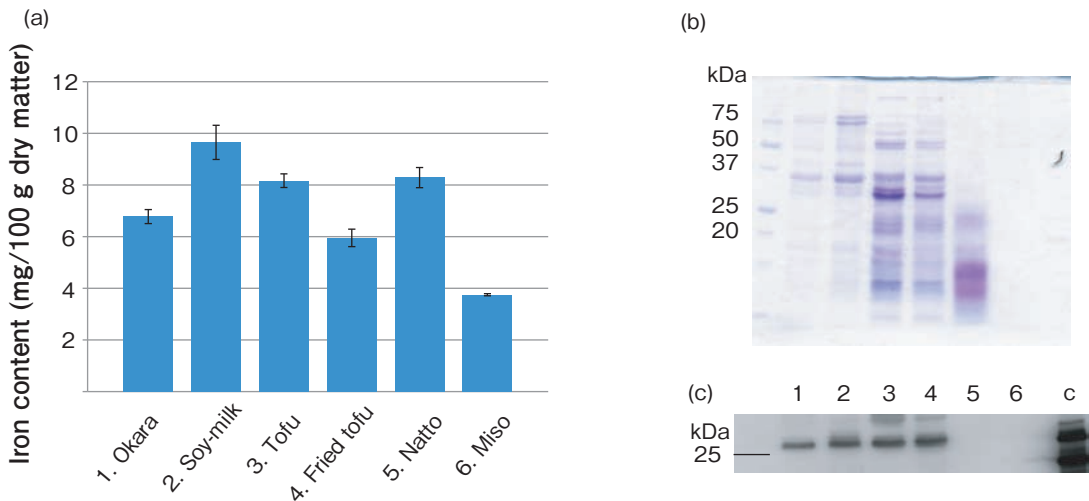 (a)
Iron content (mg/100 g dry matter)
12
10
8
6
4
2
1. Okara
2. Soy-milk
3. Tofu
4. Fried tofu
5. Natto
6. Miso
(b)
kDa
75
50
37
25
20
(c)
1 2 3 4 5 6 c
kDa
25